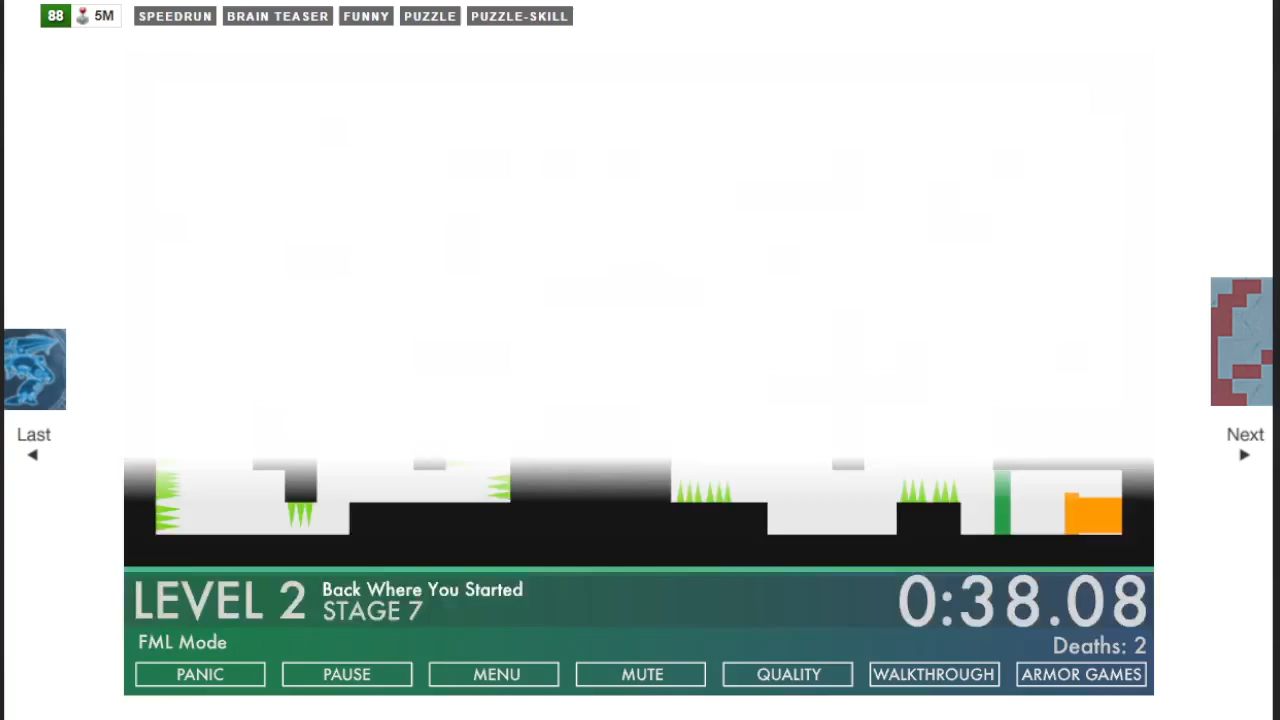 88 5M SPEEDRUN BRAIN TEASER FUNNY PUZZLE PUZZLE-SKILL
Last
Next
LEVEL 2 Back Where You Started
STAGE 7
0:38.08
FML Mode
Deaths: 2
PANIC PAUSE MENU MUTE QUALITY WALKTHROUGH ARMOR GAMES